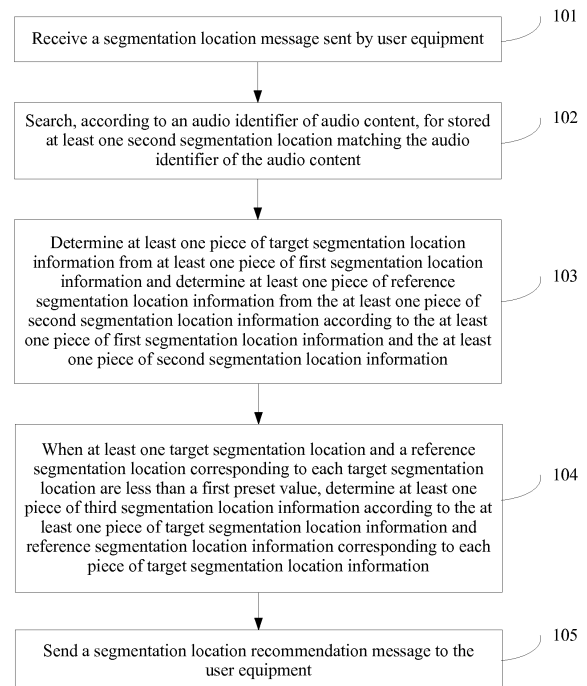 101
Receive a segmentation location message sent by user equipment
102
Search, according to an audio identifier of audio content, for stored
at least one second segmentation location matching the audio
identifier of the audio content
103
Determine at least one piece of target segmentation location
information from at least one piece of first segmentation location
information and determine at least one piece of reference
segmentation location information from the at least one piece of
second segmentation location information according to the at least
one piece of first segmentation location information and the at least
one piece of second segmentation location information
104
When at least one target segmentation location and a reference
segmentation location corresponding to each target segmentation
location are less than a first preset value, determine at least one
piece of third segmentation location information according to the at
least one piece of target segmentation location information and
reference segmentation location information corresponding to each
piece of target segmentation location information
105
Send a segmentation location recommendation message to the
user equipment